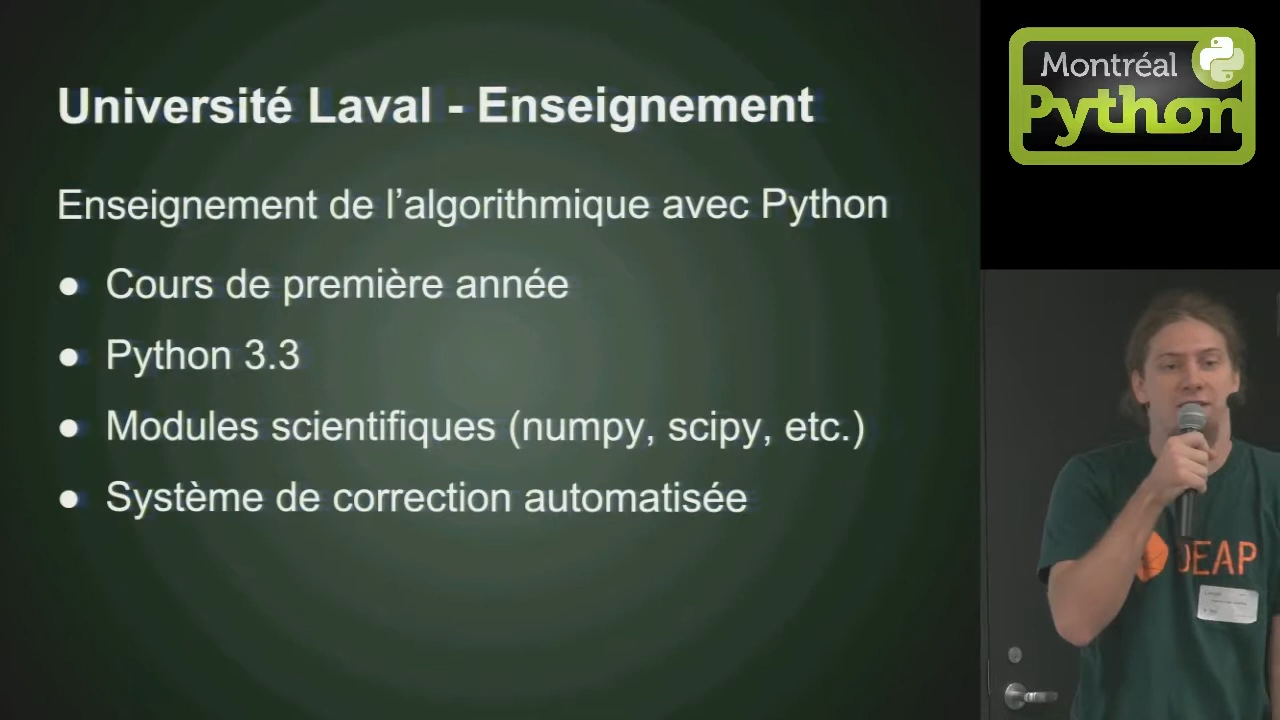 Université Laval - Enseignement
Enseignement de l’algorithmique avec Python
● Cours de première année
● Python 3.3
● Modules scientifiques (numpy, scipy, etc.)
● Système de correction automatisée
Montréal
Python
DEAP